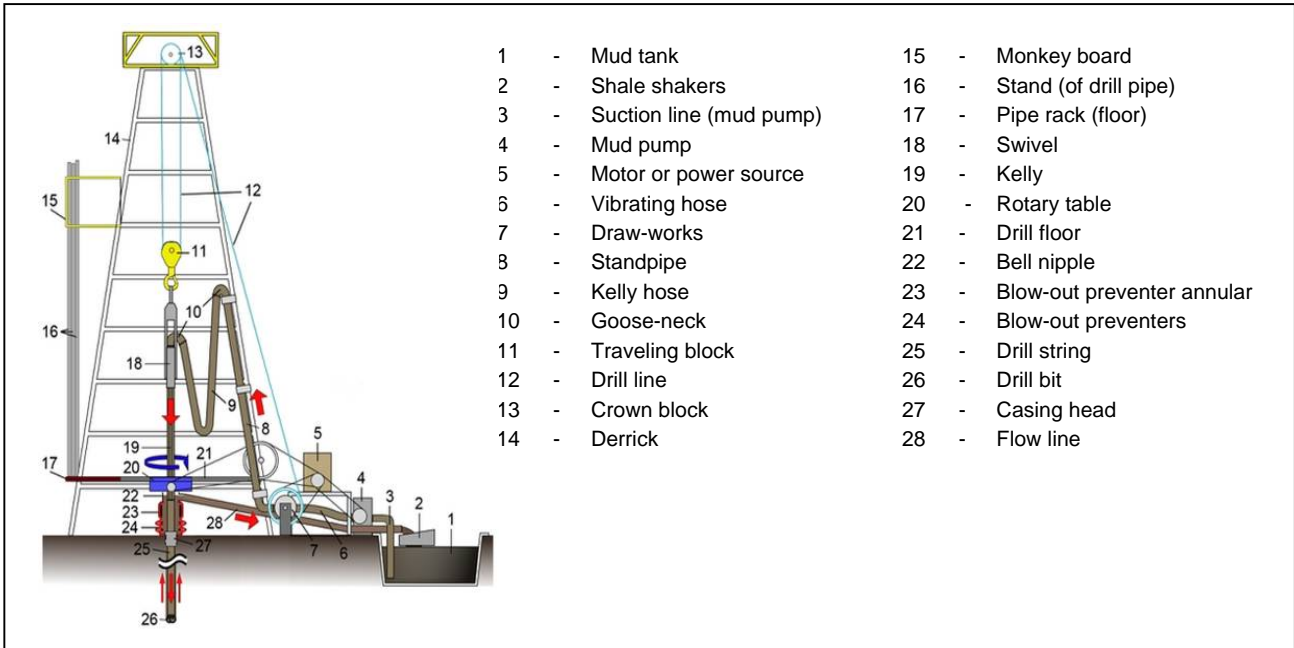 1 - Mud tank
2 - Shale shakers
3 - Suction line (mud pump)
4 - Mud pump
5 - Motor or power source
6 - Vibrating hose
7 - Draw-works
8 - Standpipe
9 - Kelly hose
10 - Goose-neck
11 - Traveling block
12 - Drill line
13 - Crown block
14 - Derrick
15 - Monkey board
16 - Stand (of drill pipe)
17 - Pipe rack (floor)
18 - Swivel
19 - Kelly
20 - Rotary table
21 - Drill floor
22 - Bell nipple
23 - Blow-out preventer annular
24 - Blow-out preventers
25 - Drill string
26 - Drill bit
27 - Casing head
28 - Flow line
13
14
12
15
11
10
16
18
9
8
19
5
21
17
20
4
3
2
22
1
23
28
24
7
6
25
27
26